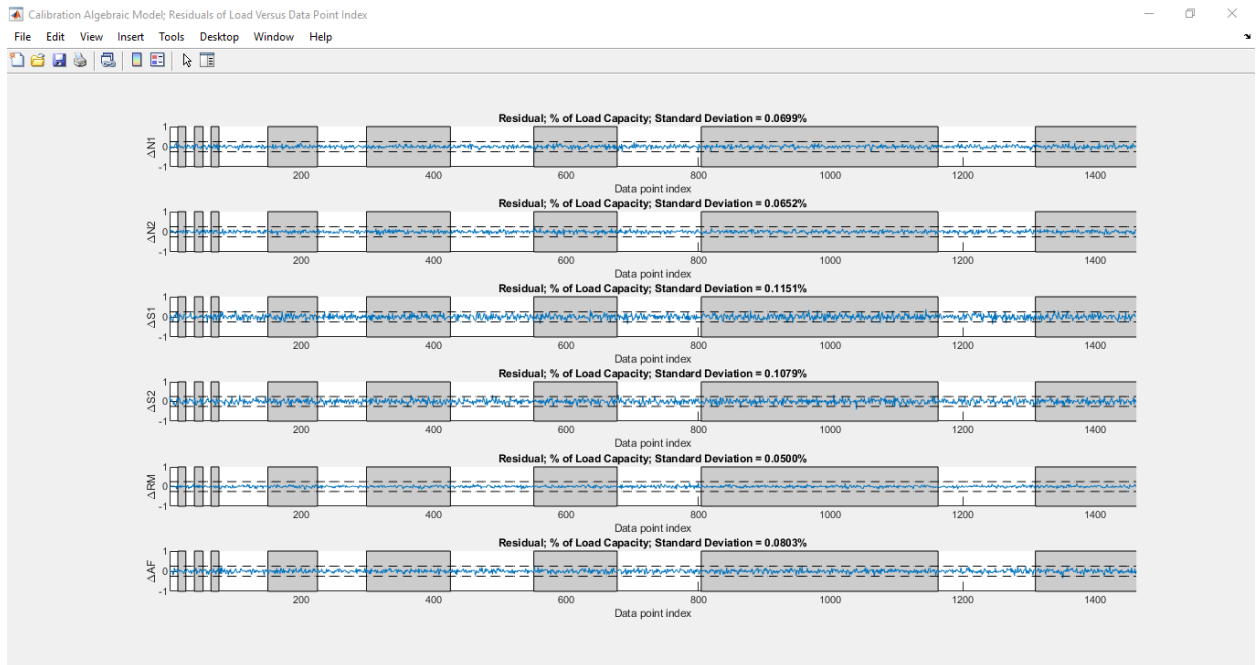 Calibration Algebraic Model; Residuals of Load Versus Data Point Index
File Edit View Insert Tools Desktop Window Help
Residual; % of Load Capacity; Standard Deviation = 0.0699%
ΔN1
1
0
-1
200 400 600 800 1000 1200 1400
Data point index
Residual; % of Load Capacity; Standard Deviation = 0.0652%
ΔN2
1
0
-1
200 400 600 800 1000 1200 1400
Data point index
Residual; % of Load Capacity; Standard Deviation = 0.1151%
ΔS1
1
0
-1
200 400 600 800 1000 1200 1400
Data point index
Residual; % of Load Capacity; Standard Deviation = 0.1079%
ΔS2
1
0
-1
200 400 600 800 1000 1200 1400
Data point index
Residual; % of Load Capacity; Standard Deviation = 0.0500%
ΔRM
1
0
-1
200 400 600 800 1000 1200 1400
Data point index
Residual; % of Load Capacity; Standard Deviation = 0.0803%
ΔAF
1
0
-1
200 400 600 800 1000 1200 1400
Data point index